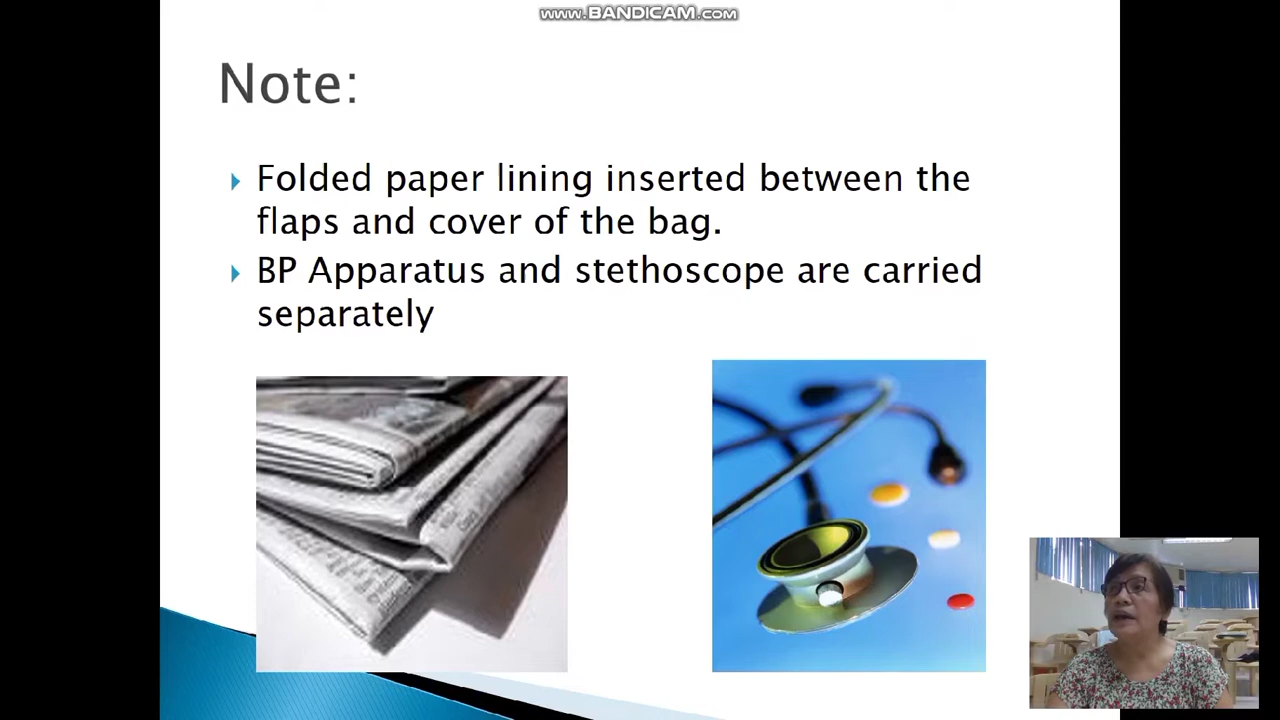 www.BANDICAM.com
Note:
Folded paper lining inserted between the
flaps and cover of the bag.
BP Apparatus and stethoscope are carried
separately